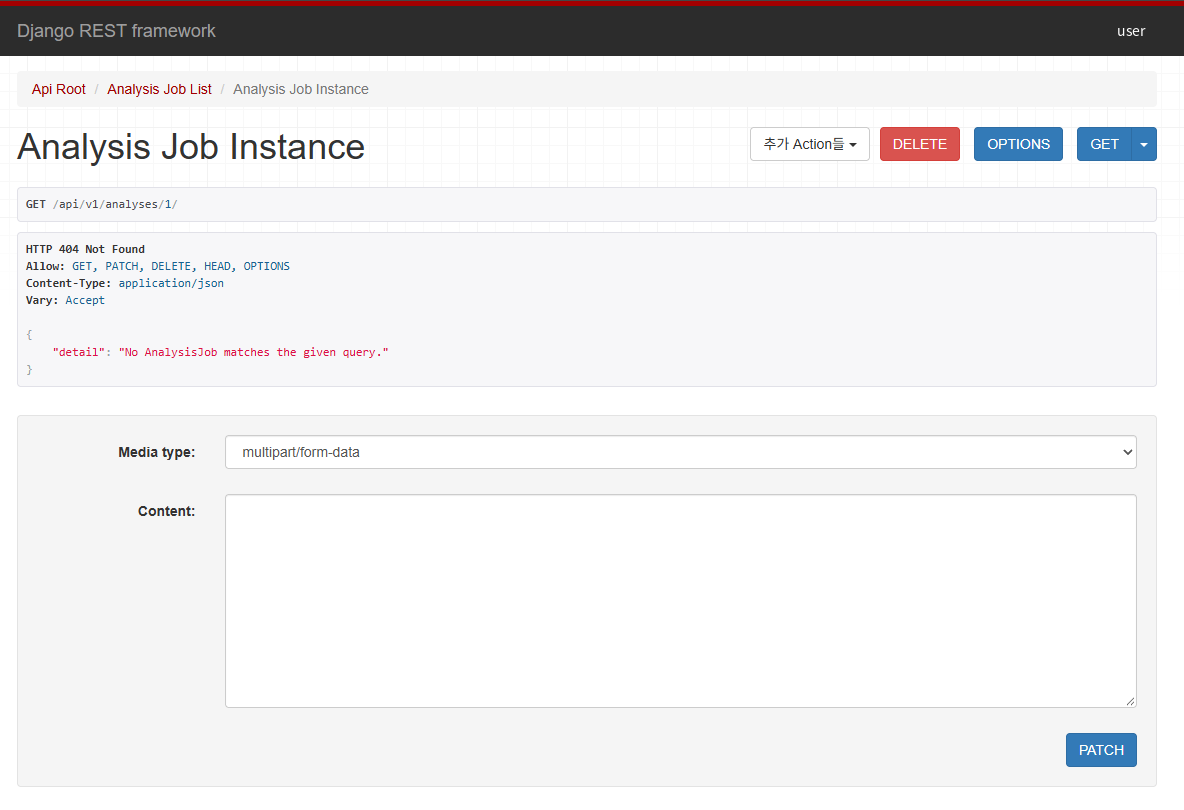 Django REST framework
user
Api Root / Analysis Job List / Analysis Job Instance
Analysis Job Instance
추가 Action들
DELETE
OPTIONS
GET
GET /api/v1/analyses/1/
HTTP 404 Not Found
Allow: GET, PATCH, DELETE, HEAD, OPTIONS
Content-Type: application/json
Vary: Accept
{
    "detail": "No AnalysisJob matches the given query."
}
Media type:
multipart/form-data
Content:
PATCH